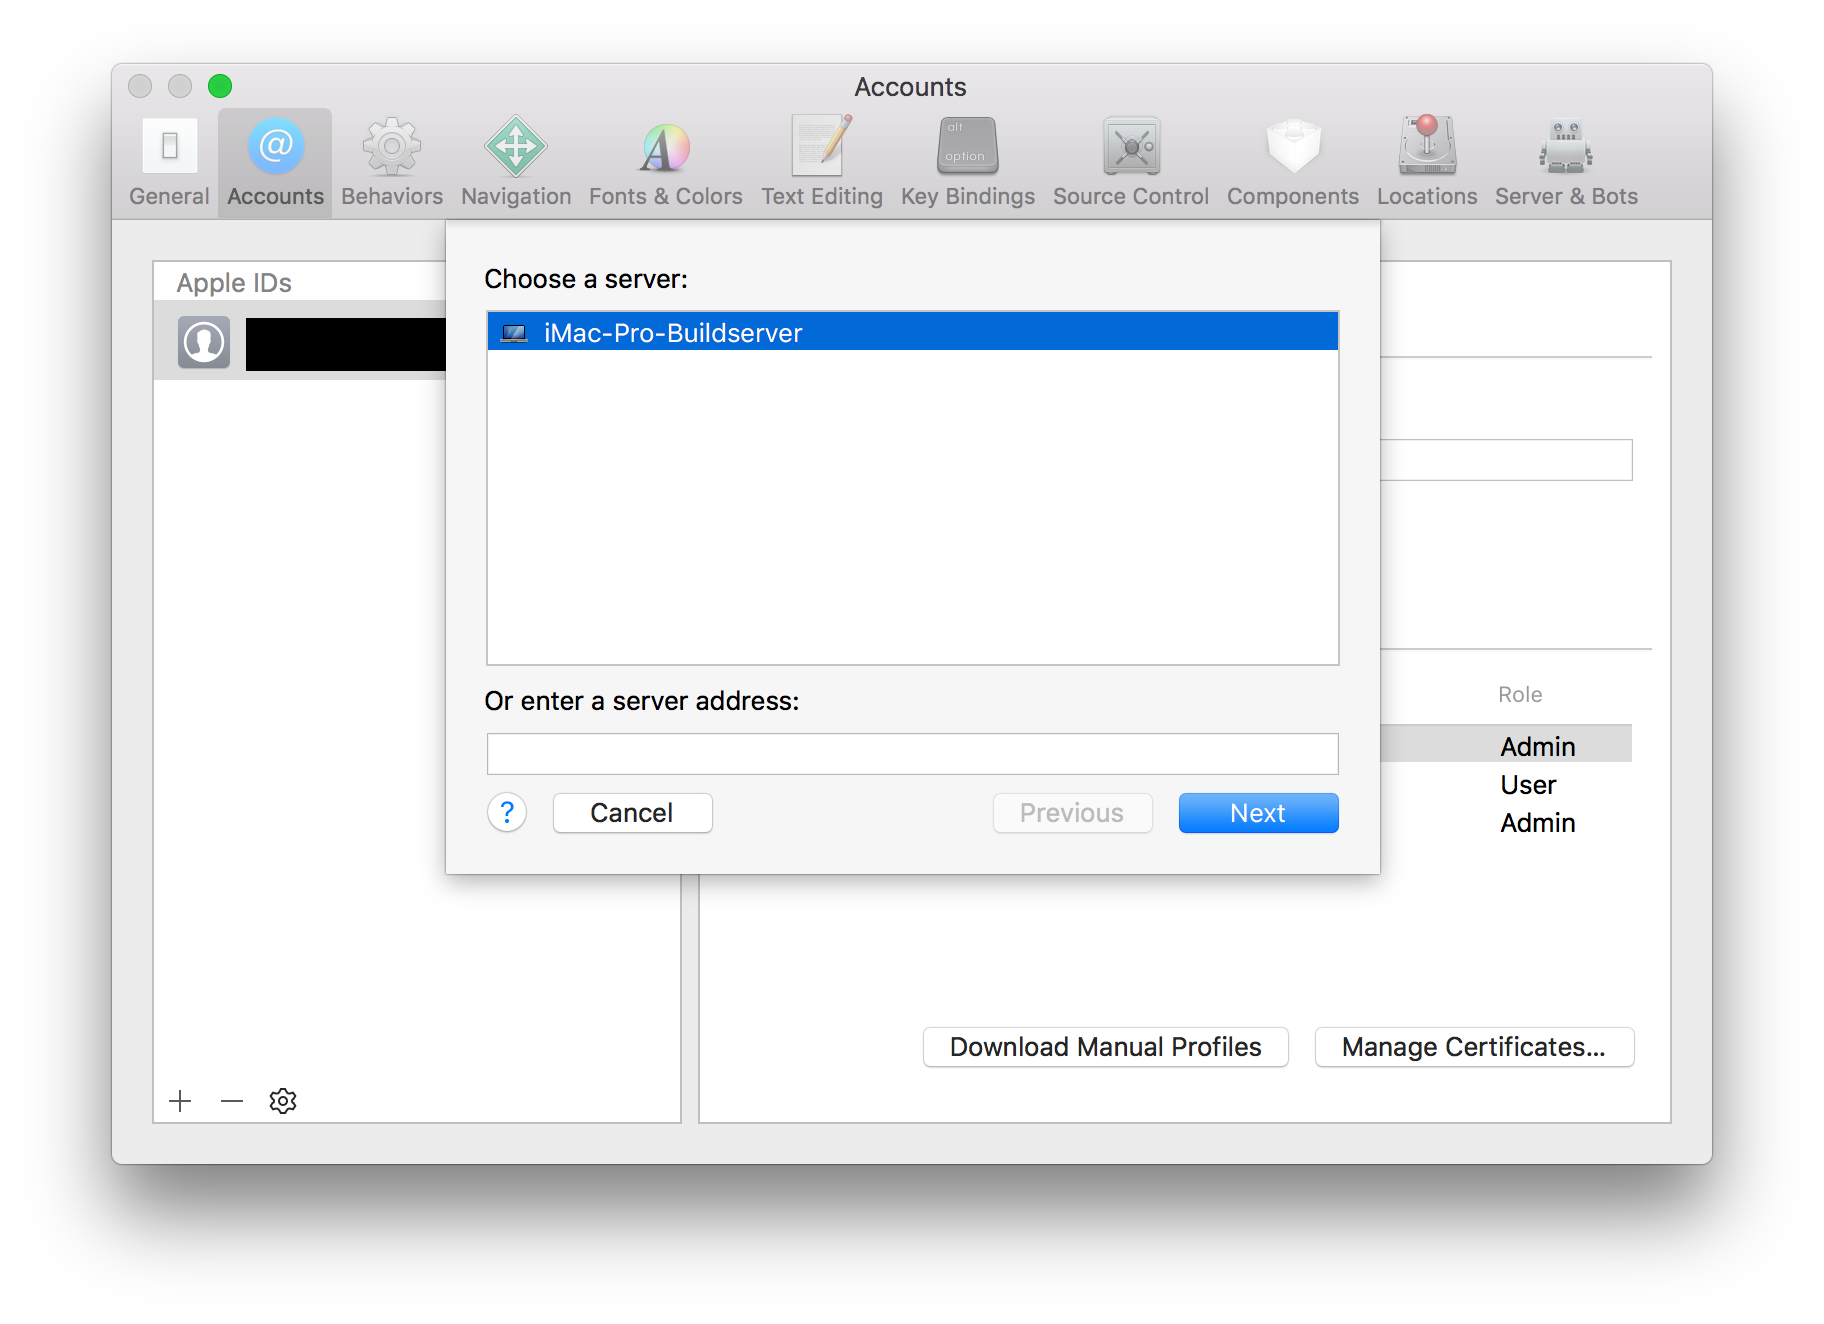 Accounts
@
alt
option
General Accounts Behaviors Navigation Fonts & Colors Text Editing Key Bindings Source Control Components Locations Server & Bots
Apple IDs
Choose a server:
iMac-Pro-Buildserver
Or enter a server address:
? Cancel Previous Next
Role
Admin
User
Admin
Download Manual Profiles Manage Certificates...